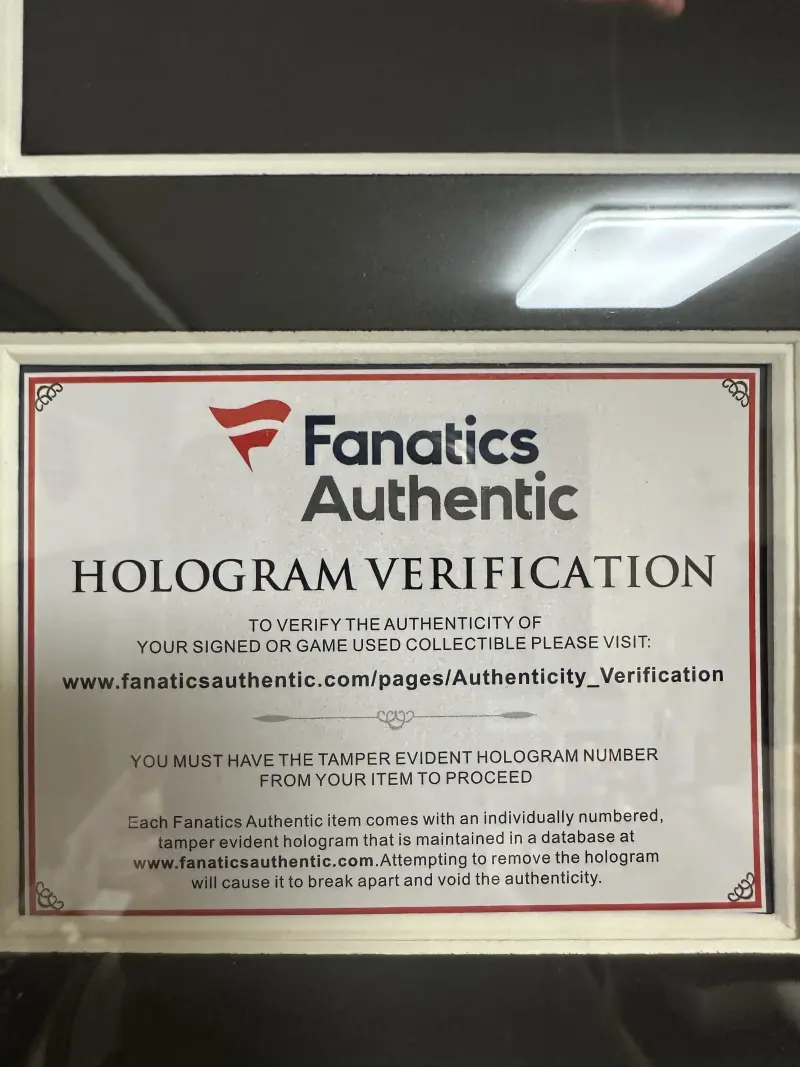 Fanatics
Authentic
HOLOGRAM VERIFICATION
TO VERIFY THE AUTHENTICITY OF
YOUR SIGNED OR GAME USED COLLECTIBLE PLEASE VISIT:
www.fanaticsauthentic.com/pages/Authenticity_Verification
YOU MUST HAVE THE TAMPER EVIDENT HOLOGRAM NUMBER
FROM YOUR ITEM TO PROCEED
Each Fanatics Authentic item comes with an individually numbered,
tamper evident hologram that is maintained in a database at
www.fanaticsauthentic.com.Attempting to remove the hologram
will cause it to break apart and void the authenticity.